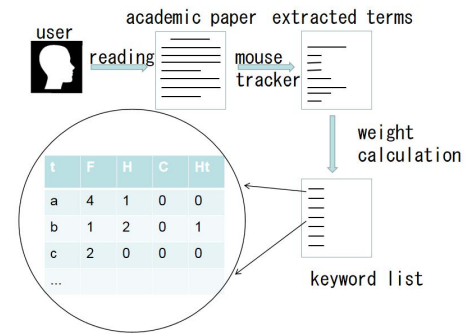 academic paper
extracted terms
user
reading
mouse
tracker
weight
calculation
t F H C Ht
a 4 1 0 0
b 1 2 0 1
c 2 0 0 0
...
keyword list